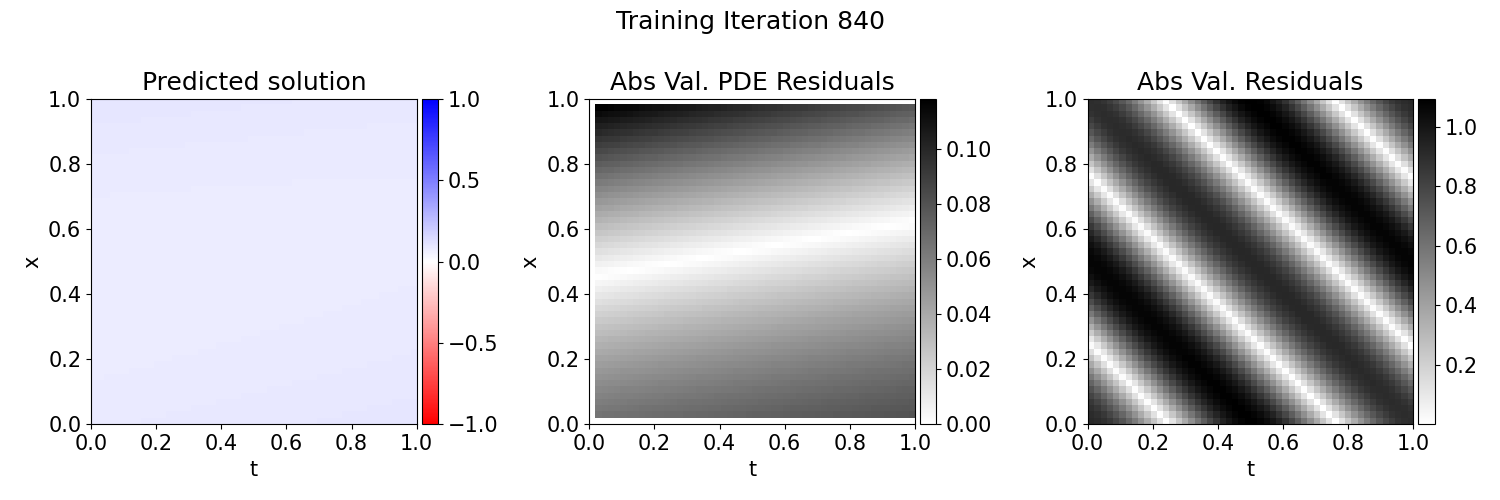 Training Iteration 840
Predicted solution
Abs Val. PDE Residuals
Abs Val. Residuals
1.0
0.8
0.6
0.4
0.2
0.0
x
0.0 0.2 0.4 0.6 0.8 1.0
t
1.0
0.5
0.0
−0.5
−1.0
1.0
0.8
0.6
0.4
0.2
0.0
x
0.0 0.2 0.4 0.6 0.8 1.0
t
0.10
0.08
0.06
0.04
0.02
0.00
1.0
0.8
0.6
0.4
0.2
0.0
x
0.0 0.2 0.4 0.6 0.8 1.0
t
1.0
0.8
0.6
0.4
0.2